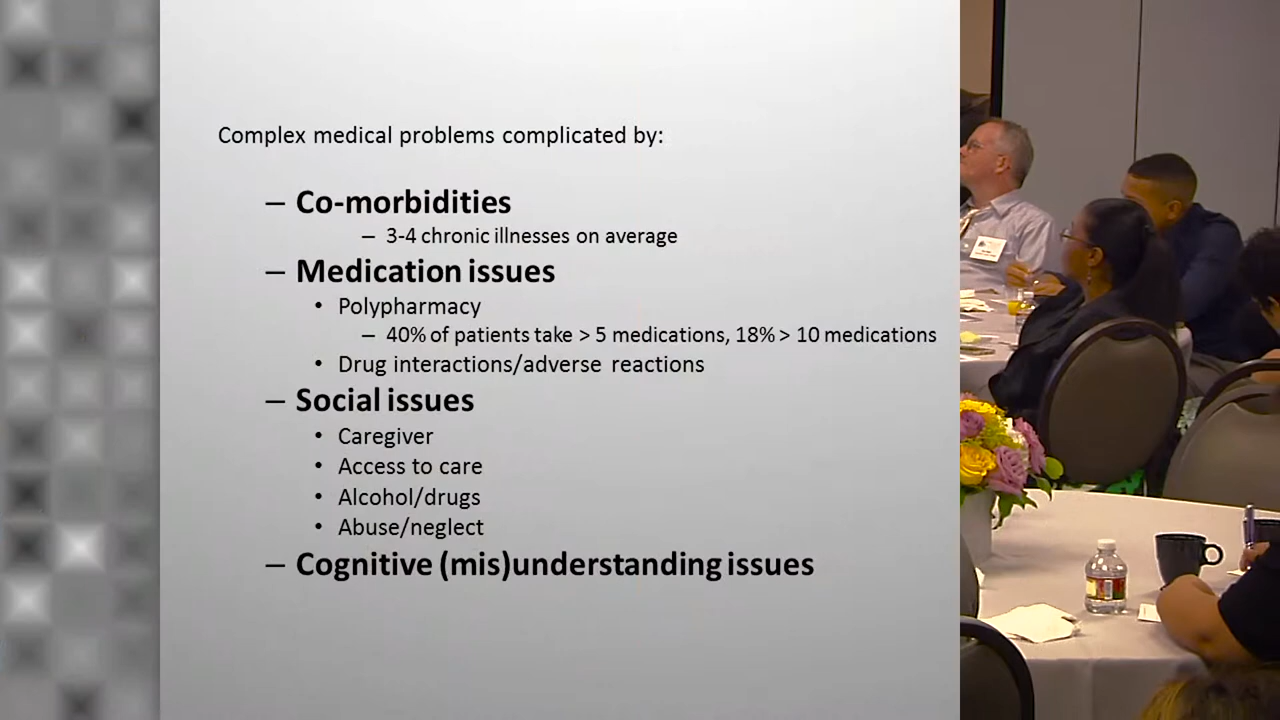 Complex medical problems complicated by:
– Co-morbidities
– 3-4 chronic illnesses on average
– Medication issues
• Polypharmacy
– 40% of patients take > 5 medications, 18% > 10 medications
• Drug interactions/adverse reactions
– Social issues
• Caregiver
• Access to care
• Alcohol/drugs
• Abuse/neglect
– Cognitive (mis)understanding issues